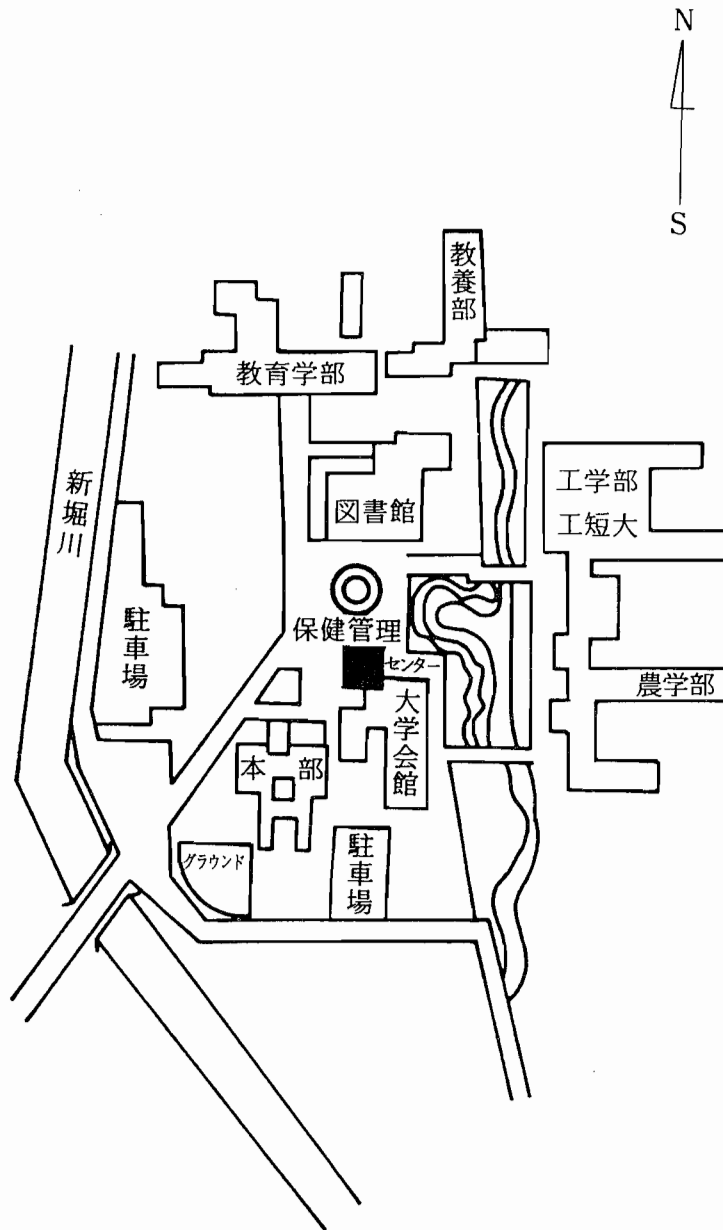 N
S
教養部
教育学部
工学部
工短大
図書館
新堀川
駐車場
保健管理
センター
農学部
大学会館
本部
駐車場
グラウンド